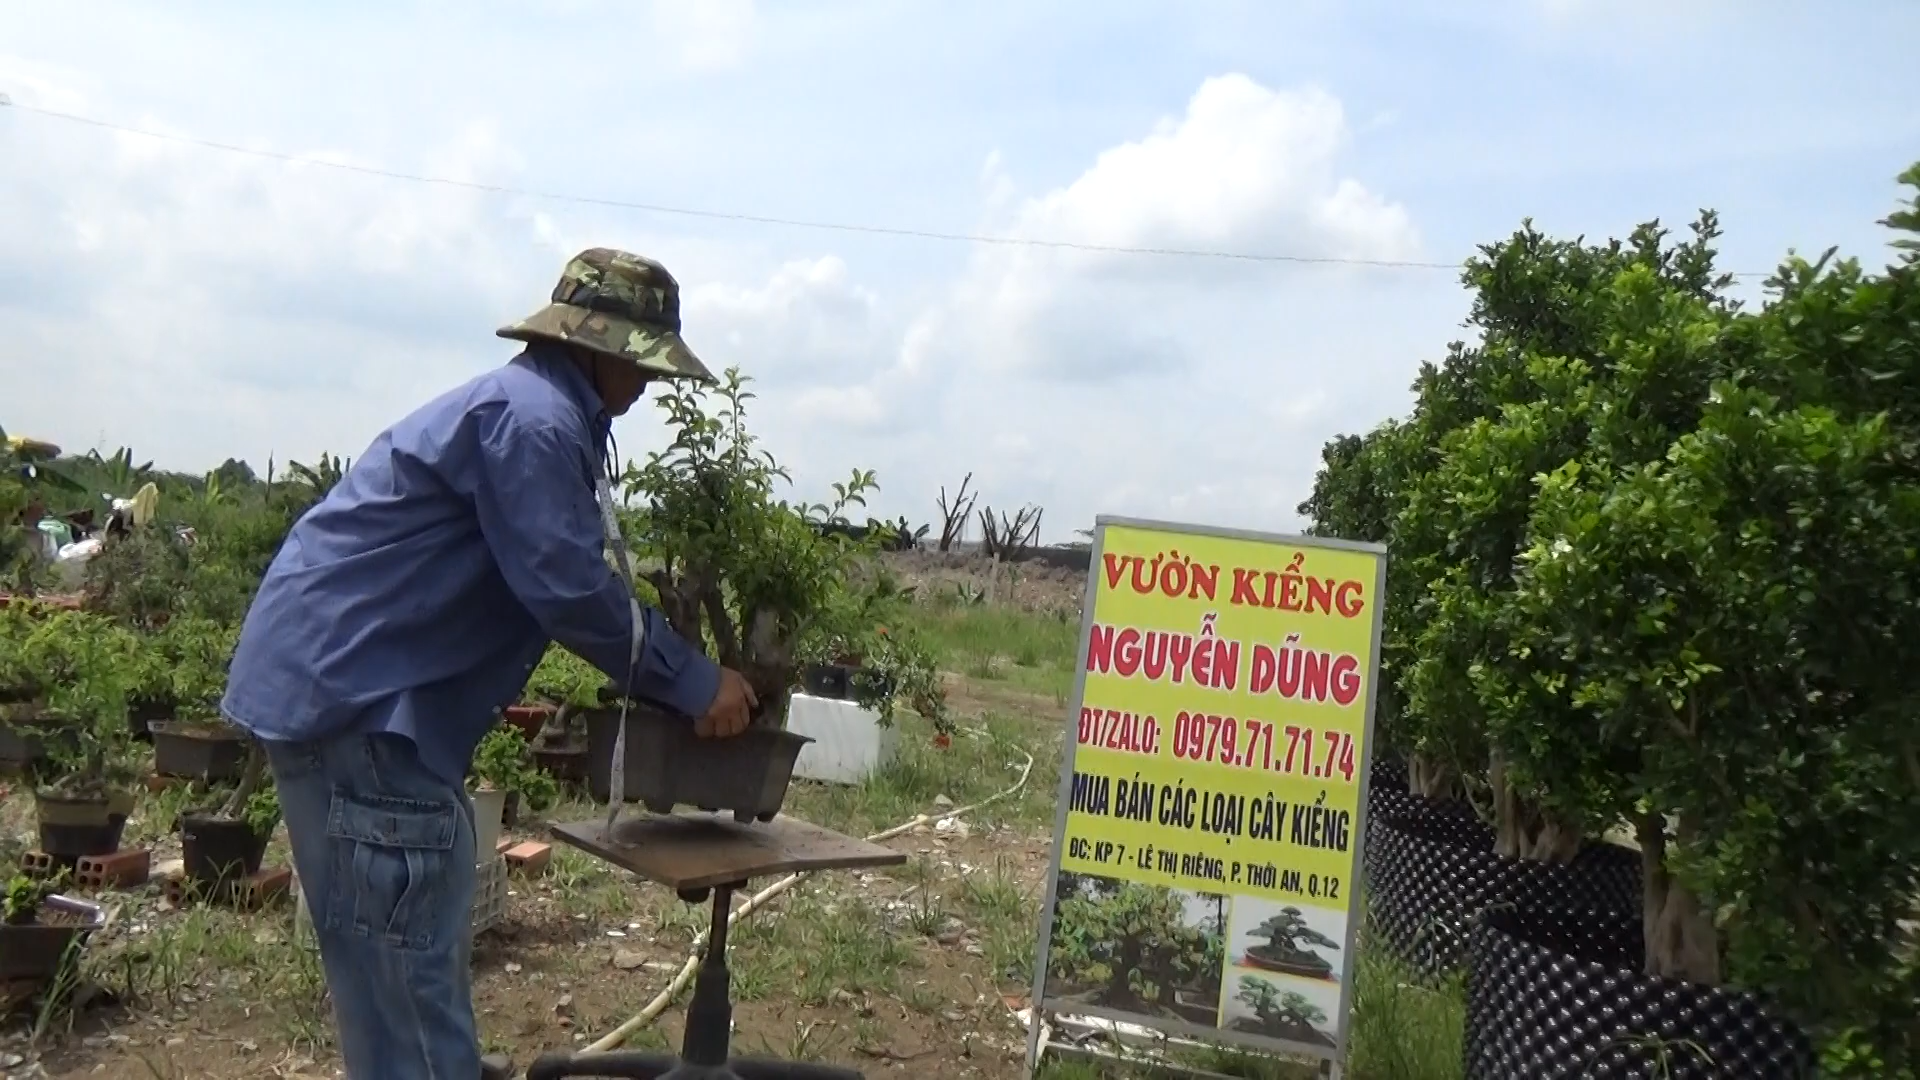 VƯỜN KIỂNG
NGUYỄN DŨNG
ĐT/ZALO: 0979.71.71.74
MUA BÁN CÁC LOẠI CÂY KIỂNG
ĐC: KP 7 - LÊ THỊ RIÊNG, P. THỚI AN, Q.12